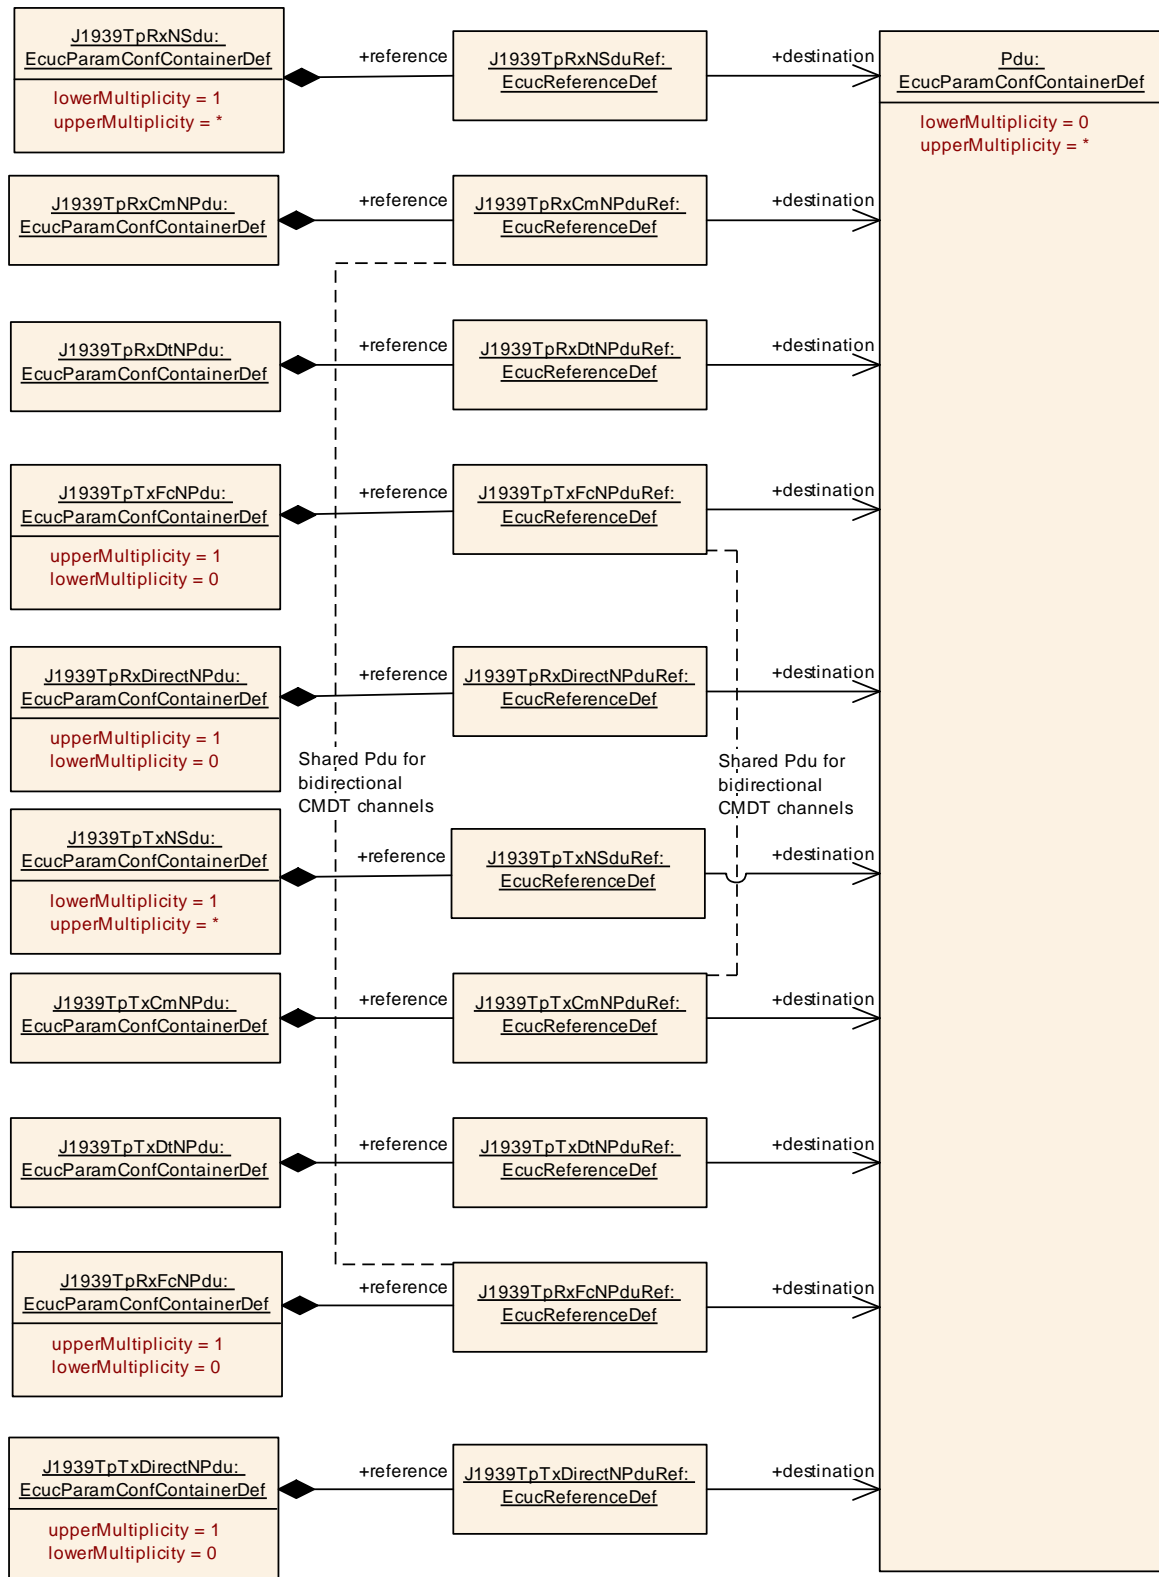 J1939TpRxNSdu:
EcucParamConfContainerDef
lowerMultiplicity = 1
upperMultiplicity = *
+reference
J1939TpRxNSduRef:
EcucReferenceDef
+destination
Pdu:
EcucParamConfContainerDef
lowerMultiplicity = 0
upperMultiplicity = *
J1939TpRxCmNPdu:
EcucParamConfContainerDef
+reference
J1939TpRxCmNPduRef:
EcucReferenceDef
+destination
J1939TpRxDtNPdu:
EcucParamConfContainerDef
+reference
J1939TpRxDtNPduRef:
EcucReferenceDef
+destination
J1939TpTxFcNPdu:
EcucParamConfContainerDef
upperMultiplicity = 1
lowerMultiplicity = 0
+reference
J1939TpTxFcNPduRef:
EcucReferenceDef
+destination
J1939TpRxDirectNPdu:
EcucParamConfContainerDef
upperMultiplicity = 1
lowerMultiplicity = 0
+reference
J1939TpRxDirectNPduRef:
EcucReferenceDef
+destination
Shared Pdu for
bidirectional
CMDT channels
Shared Pdu for
bidirectional
CMDT channels
J1939TpTxNSdu:
EcucParamConfContainerDef
lowerMultiplicity = 1
upperMultiplicity = *
+reference
J1939TpTxNSduRef:
EcucReferenceDef
+destination
J1939TpTxCmNPdu:
EcucParamConfContainerDef
+reference
J1939TpTxCmNPduRef:
EcucReferenceDef
+destination
J1939TpTxDtNPdu:
EcucParamConfContainerDef
+reference
J1939TpTxDtNPduRef:
EcucReferenceDef
+destination
J1939TpRxFcNPdu:
EcucParamConfContainerDef
upperMultiplicity = 1
lowerMultiplicity = 0
+reference
J1939TpRxFcNPduRef:
EcucReferenceDef
+destination
J1939TpTxDirectNPdu:
EcucParamConfContainerDef
upperMultiplicity = 1
lowerMultiplicity = 0
+reference
J1939TpTxDirectNPduRef:
EcucReferenceDef
+destination